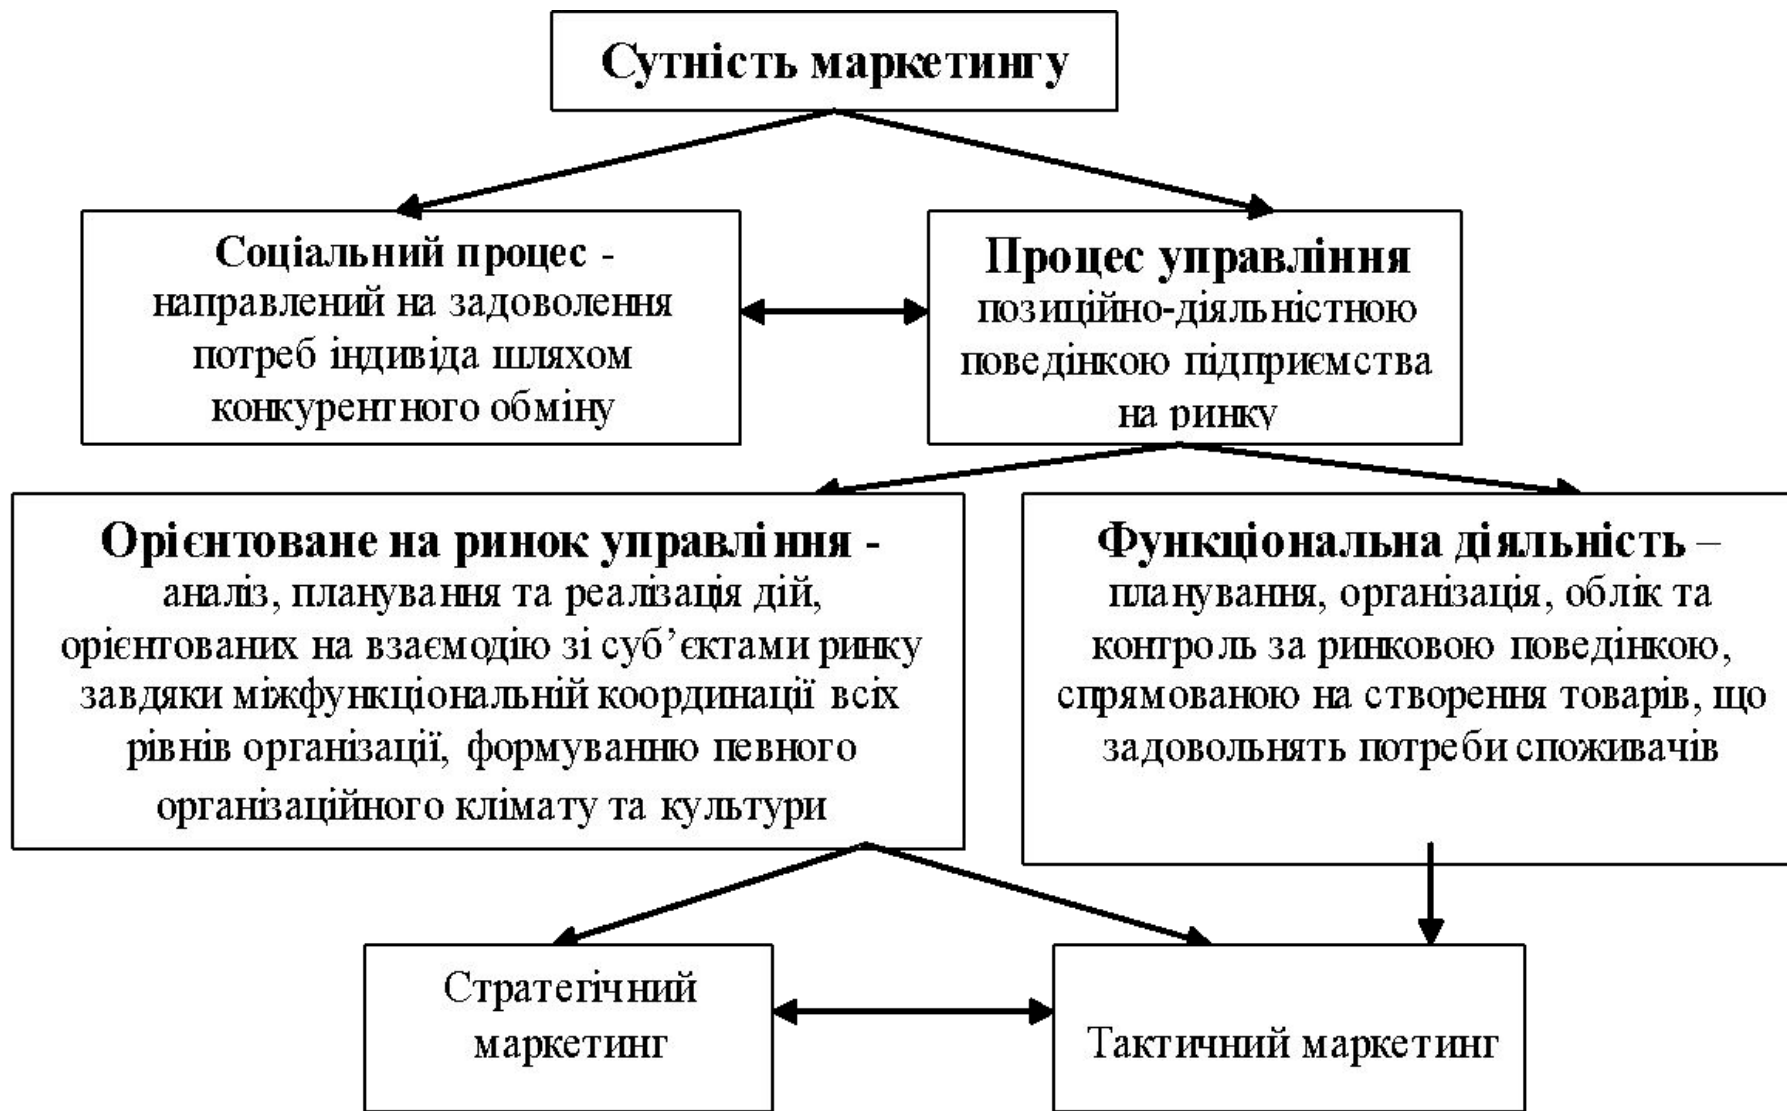 Сутність маркетингу
Соціальний процес -
направлений на задоволення
потреб індивіда шляхом
конкурентного обміну
Процес управління
позиційно-діяльністною
поведінкою підприємства
на ринку
Орієнтоване на ринок управління -
аналіз, планування та реалізація дій,
орієнтованих на взаємодію зі суб’єктами ринку
завдяки міжфункціональній координації всіх
рівнів організації, формуванню певного
організаційного клімату та культури
Функціональна діяльність –
планування, організація, облік та
контроль за ринковою поведінкою,
спрямованою на створення товарів, що
задовольнять потреби споживачів
Стратегічний
маркетинг
Тактичний маркетинг